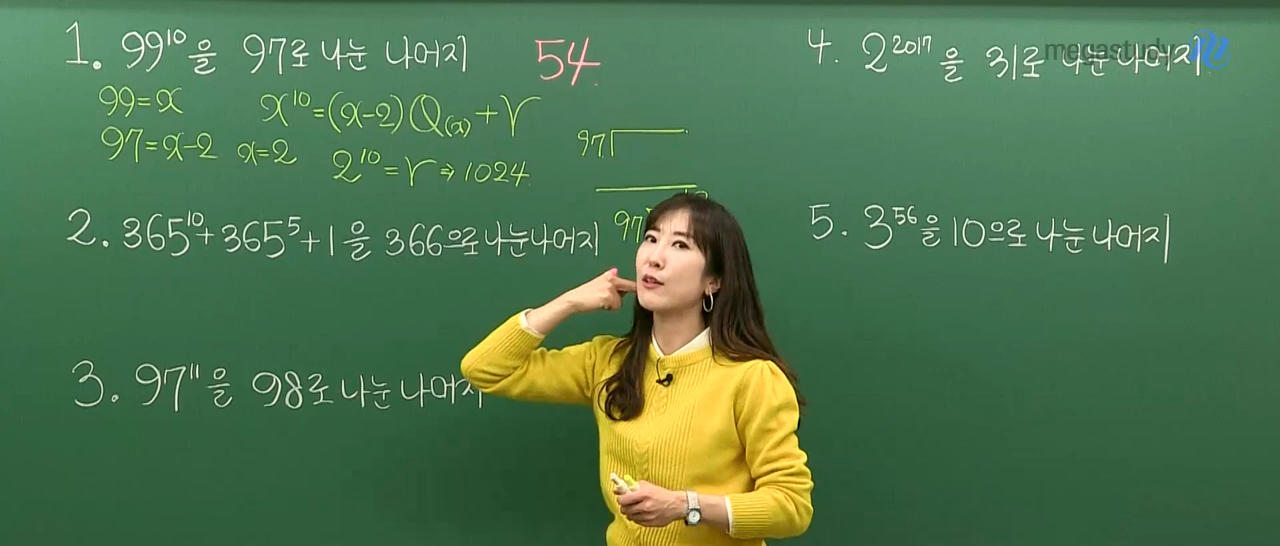 1. 99¹⁰을 97로 나눈 나머지 54
99=x x¹⁰=(x-2)Q(x)+r
97=x-2 x=2 2¹⁰=r⇒1024
97
97
2. 365¹⁰+365⁵+1을 366으로 나눈 나머지
3. 97¹¹을 98로 나눈 나머지
4. 2²⁰¹⁷을 31로 나눈 나머지
megastudy
5. 3⁵⁶을 10으로 나눈 나머지